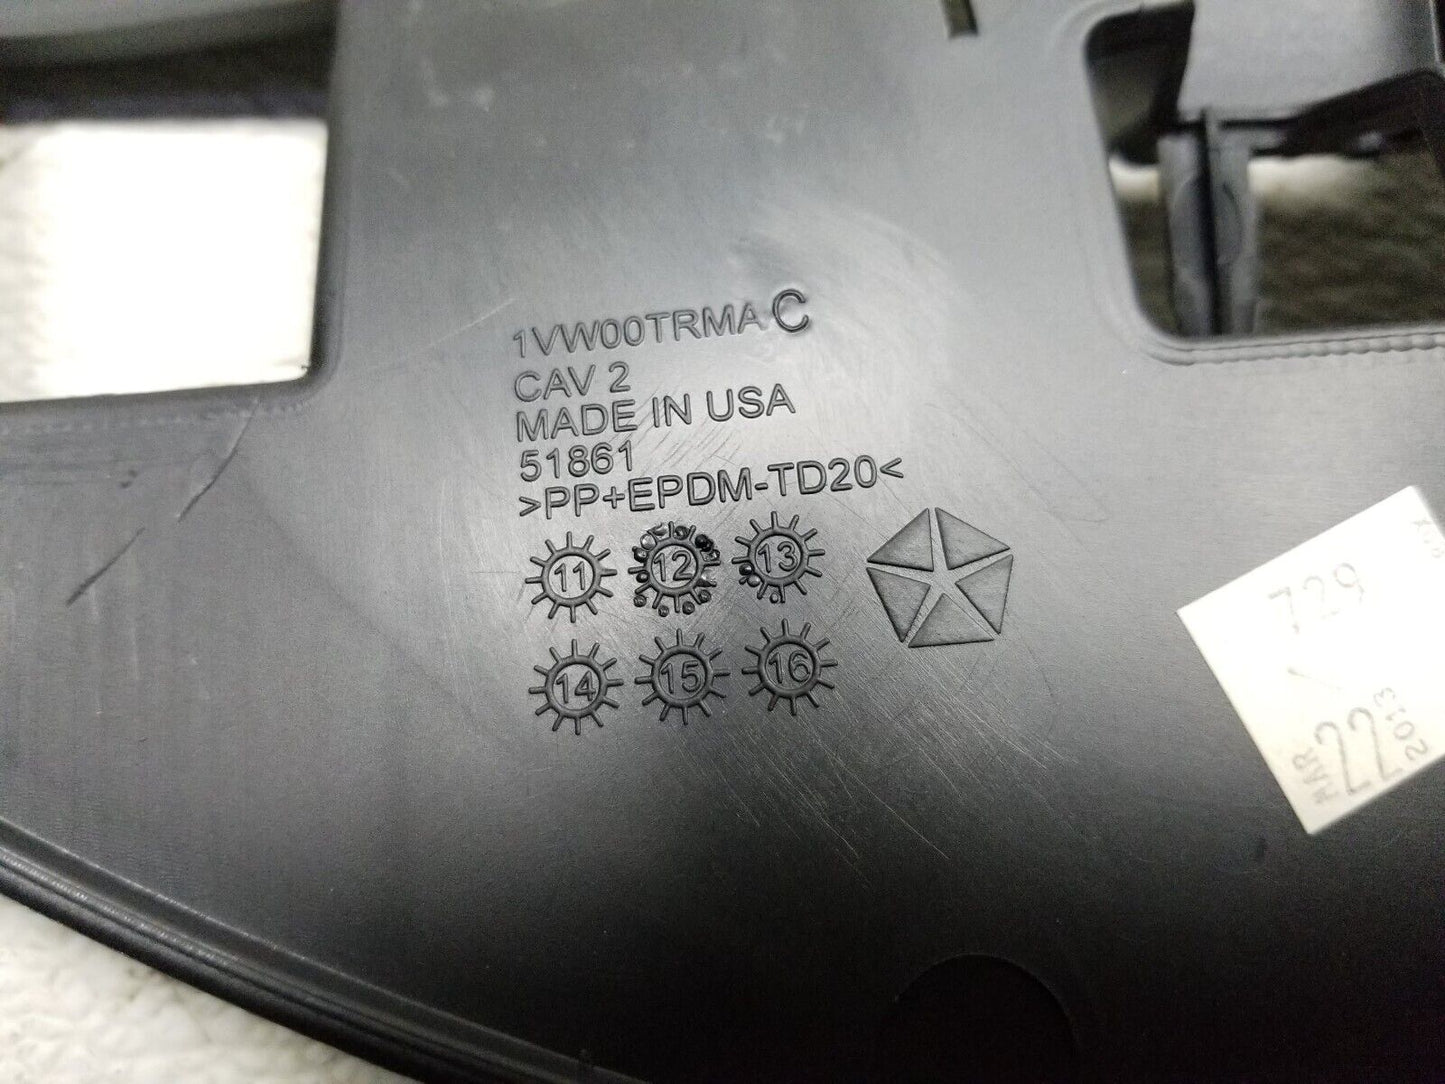 1VW00TRMA C
CAV 2
MADE IN USA
51861
>PP+EPDM-TD20<
11 12 13
14 15 16
729
MAR 22 2013